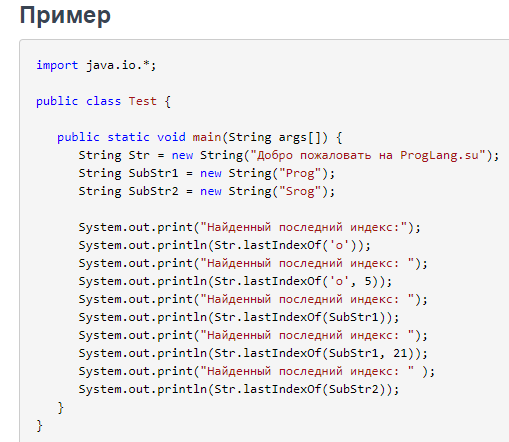 Пример
import java.io.*;
public class Test {
public static void main(String args[]) {
String Str = new String("Добро пожаловать на ProgLang.su");
String SubStr1 = new String("Prog");
String SubStr2 = new String("Srog");
System.out.print("Найденный последний индекс:");
System.out.println(Str.lastIndexOf('o'));
System.out.print("Найденный последний индекс: ");
System.out.println(Str.lastIndexOf('o', 5));
System.out.print("Найденный последний индекс: ");
System.out.println(Str.lastIndexOf(SubStr1));
System.out.print("Найденный последний индекс: ");
System.out.println(Str.lastIndexOf(SubStr1, 21));
System.out.print("Найденный последний индекс: " );
System.out.println(Str.lastIndexOf(SubStr2));
}
}